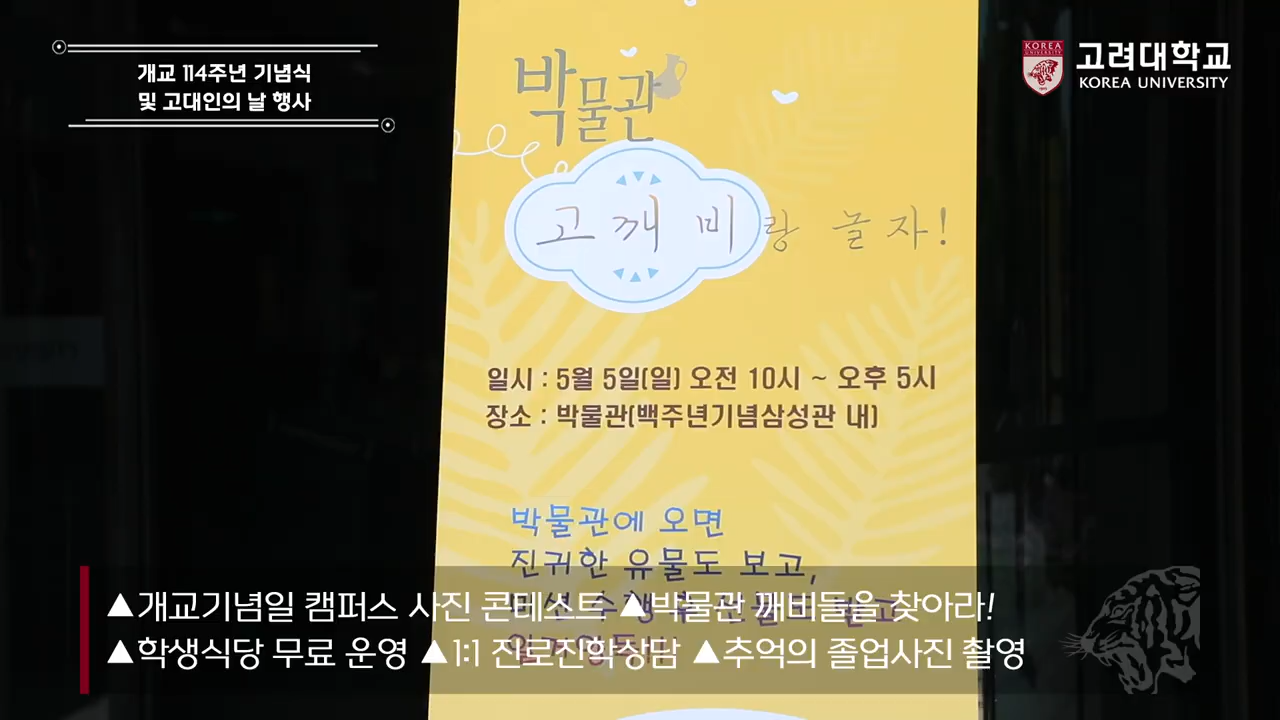 개교 114주년 기념식
및 고대인의 날 행사
KOREA
UNIVERSITY
고려대학교
KOREA UNIVERSITY
박물관
고깨비랑 놀자!
일시 : 5월 5일(일) 오전 10시 ~ 오후 5시
장소 : 박물관(백주년기념삼성관 내)
박물관에 오면
진귀한 유물도 보고,
▲개교기념일 캠퍼스 사진 콘테스트 ▲박물관 깨비들을 찾아라!
▲학생식당 무료 운영 ▲1:1 진로진학상담 ▲추억의 졸업사진 촬영